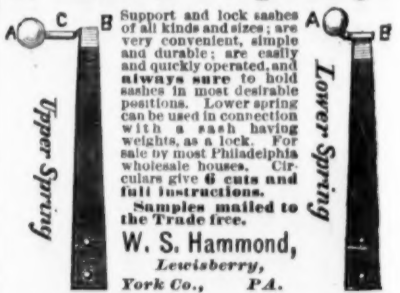 A C B
Upper Spring
Support and lock sashes
of all kinds and sizes; are
very convenient, simple
and durable; are easily
and quickly operated, and
always sure to hold
sashes in most desirable
positions. Lower spring
can be used in connection
with a sash having
weights, as a lock. For
sale by most Philadelphia
wholesale houses. Cir-
culars give 6 cuts and
full instructions.
Samples mailed to
the Trade free.
W. S. Hammond,
Lewisberry,
York Co., PA.
A B
Lower Spring